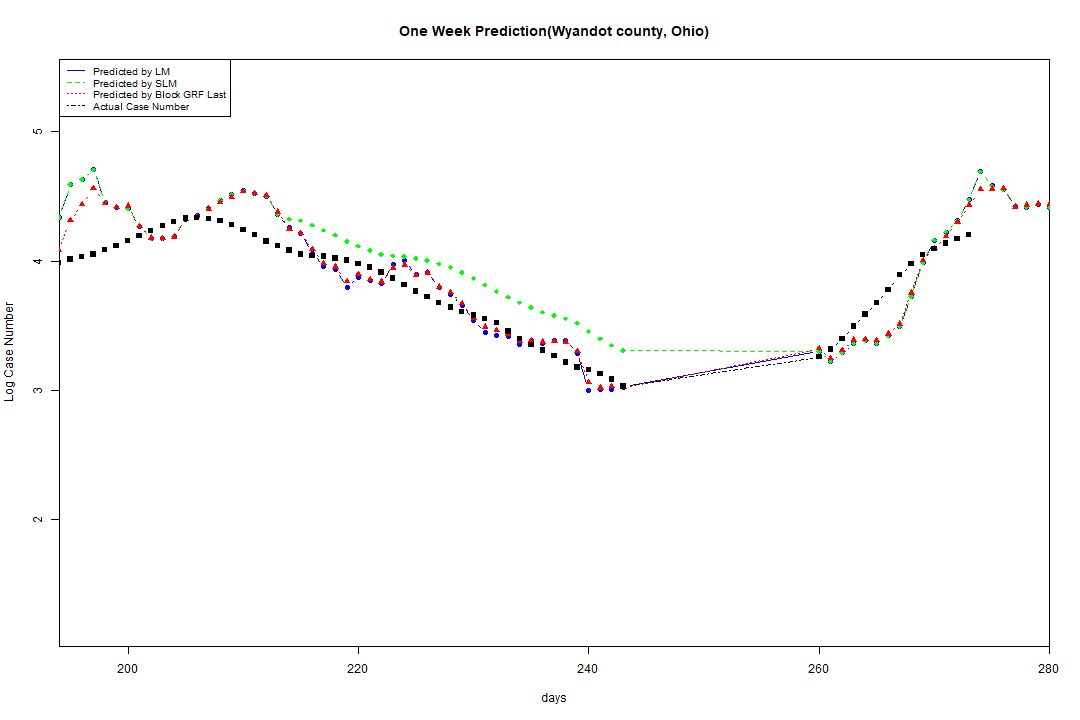 One Week Prediction(Wyandot county, Ohio)
Predicted by LM
Predicted by SLM
Predicted by Block GRF Last
Actual Case Number
5
4
3
2
Log Case Number
200 220 240 260 280
days